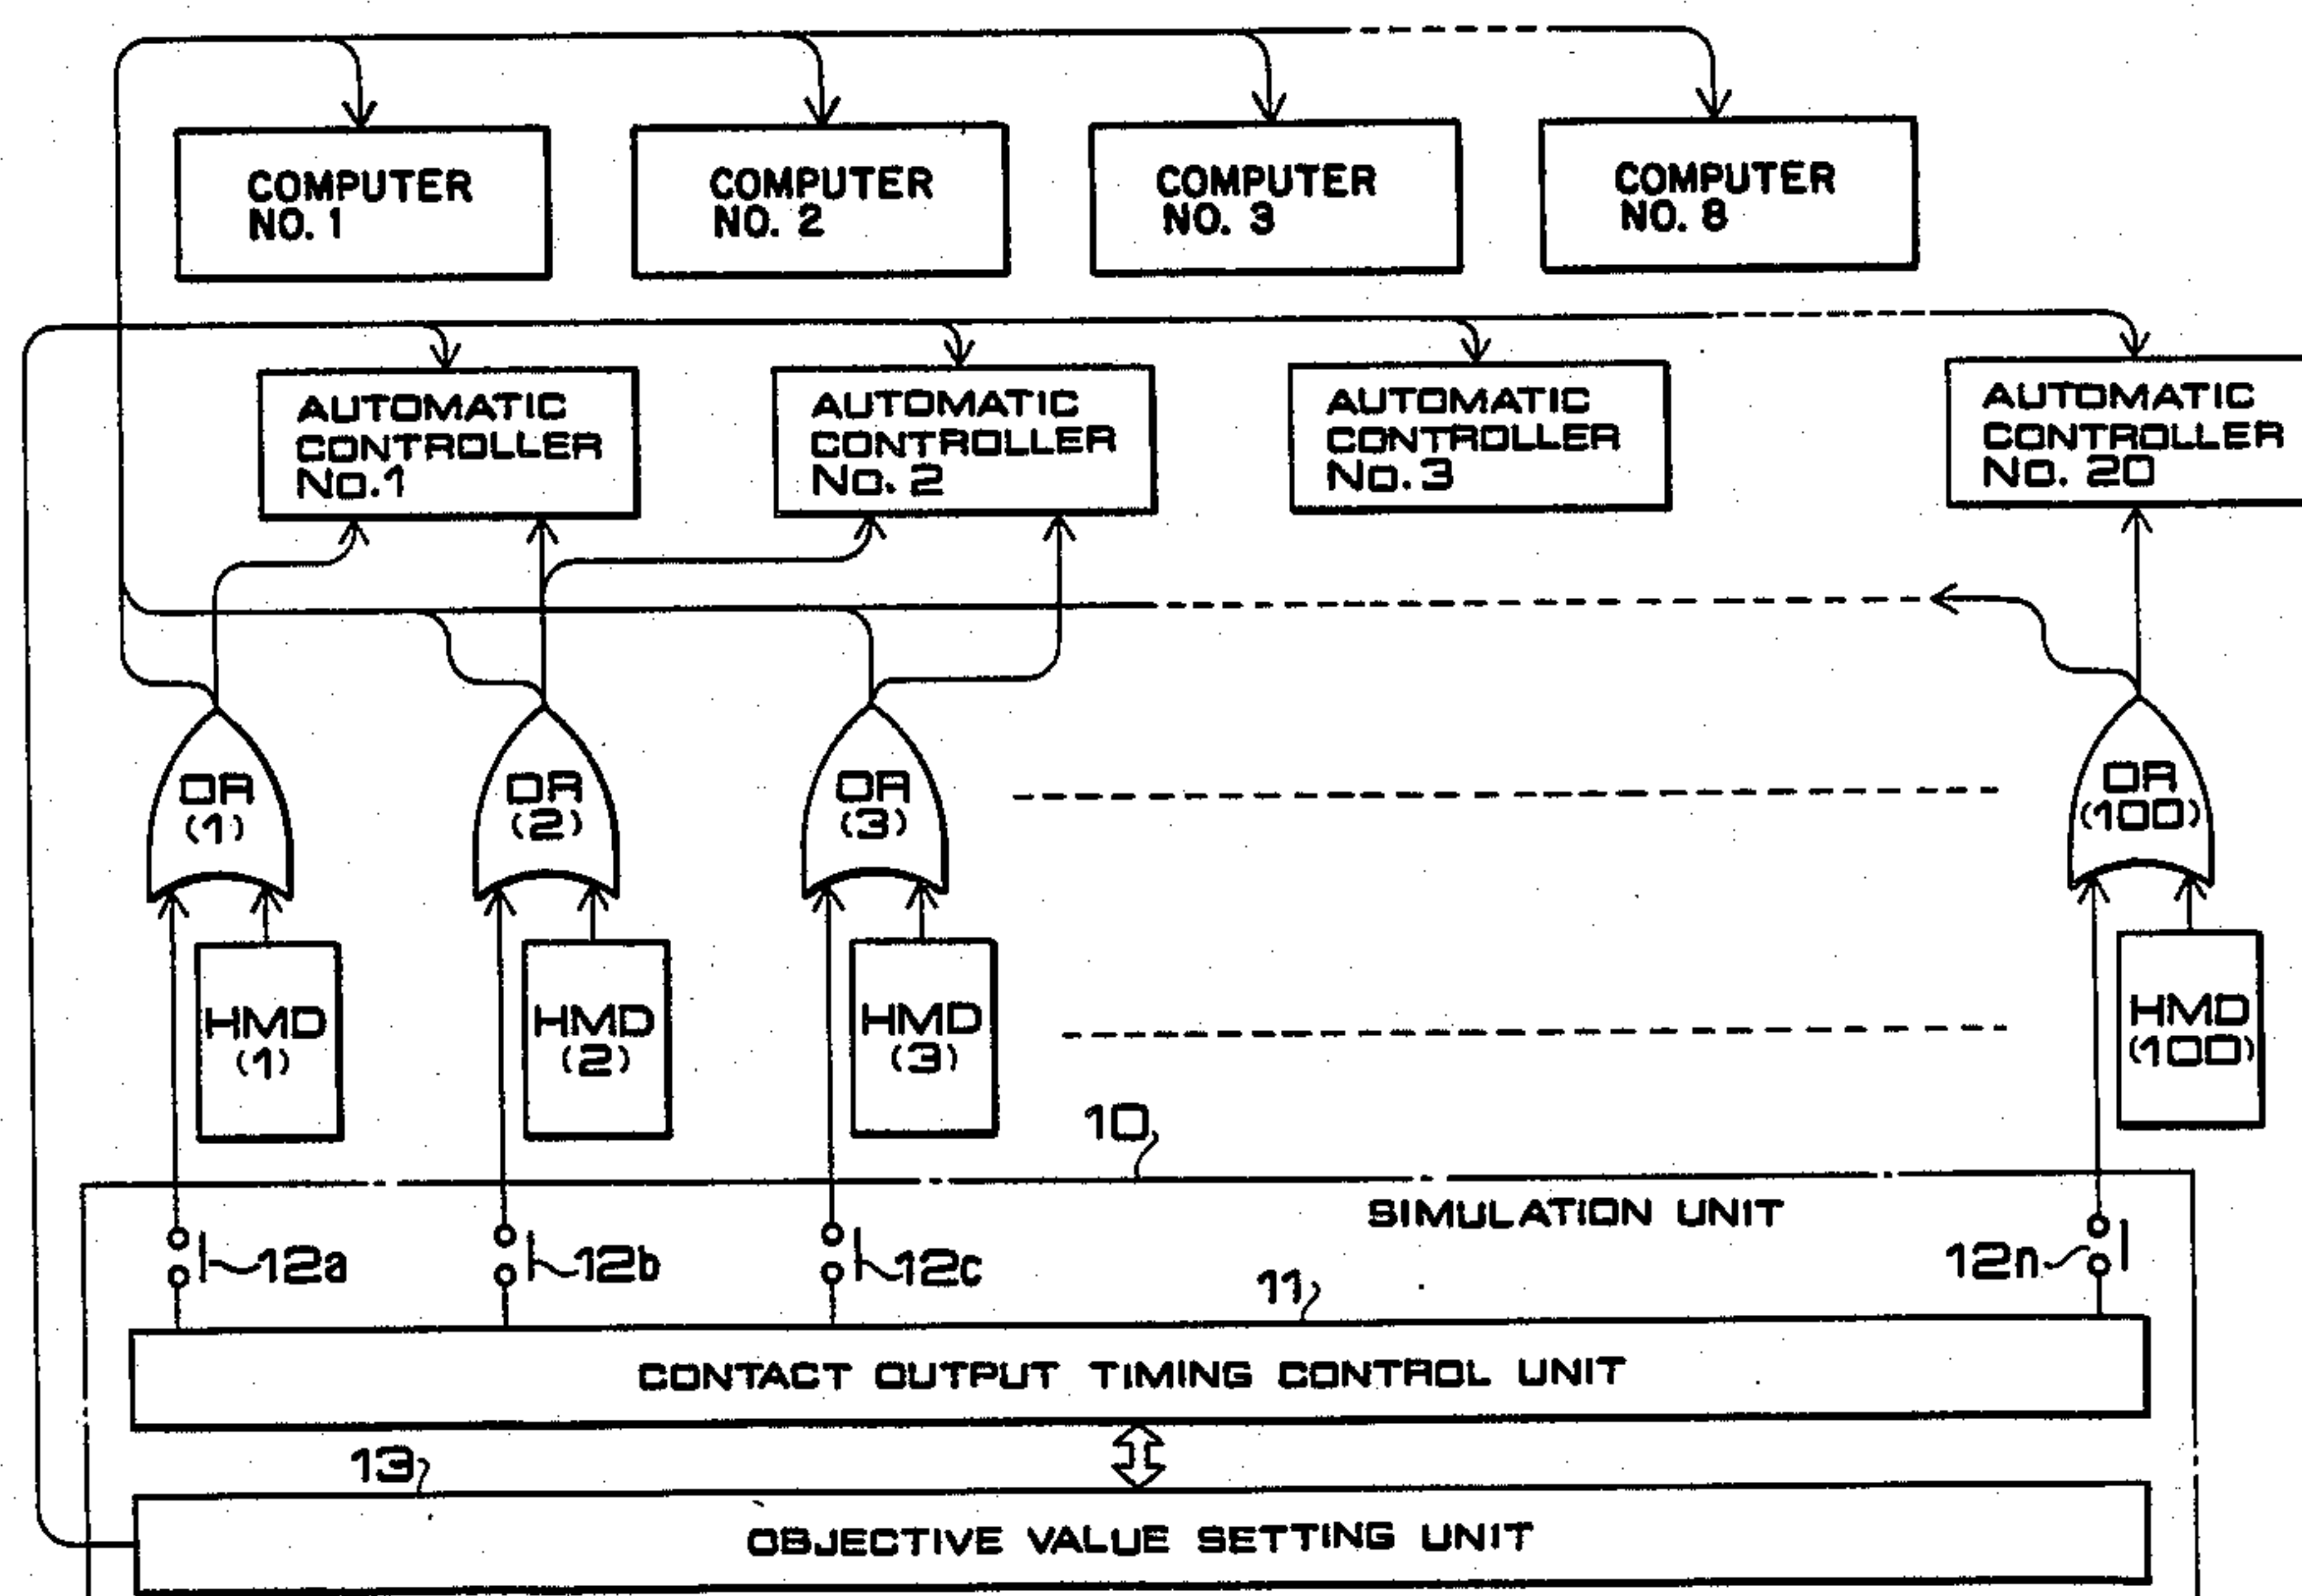 COMPUTER
NO. 1
COMPUTER
NO. 2
COMPUTER
NO. 3
COMPUTER
NO. 8
AUTOMATIC
CONTROLLER
No. 1
AUTOMATIC
CONTROLLER
No. 2
AUTOMATIC
CONTROLLER
No. 3
AUTOMATIC
CONTROLLER
No. 20
OR
(1)
OR
(2)
OR
(3)
OR
(100)
HMD
(1)
HMD
(2)
HMD
(3)
HMD
(100)
10
SIMULATION UNIT
12a
12b
12c
12n
11
CONTACT OUTPUT TIMING CONTROL UNIT
13
OBJECTIVE VALUE SETTING UNIT